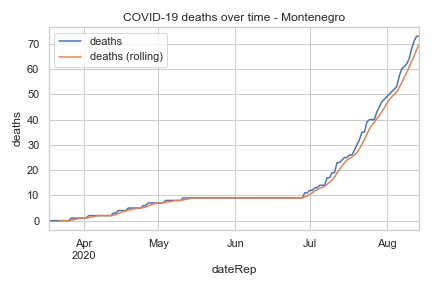 COVID-19 deaths over time - Montenegro
deaths
deaths (rolling)
70
60
50
40
30
20
10
0
deaths
Apr
2020
May
Jun
Jul
Aug
dateRep